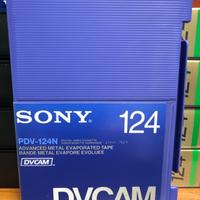 SONY 124
PDV-124N
ADVANCED METAL EVAPORATED TAPE
BANDE METAL EVAPORE EVOLUEE
DVCAM
DVCAM